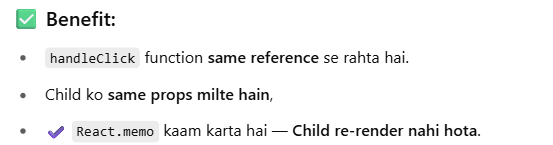 ✅ Benefit:
• handleClick function same reference se rahta hai.
• Child ko same props milte hain,
• ✔ React.memo kaam karta hai — Child re-render nahi hota.